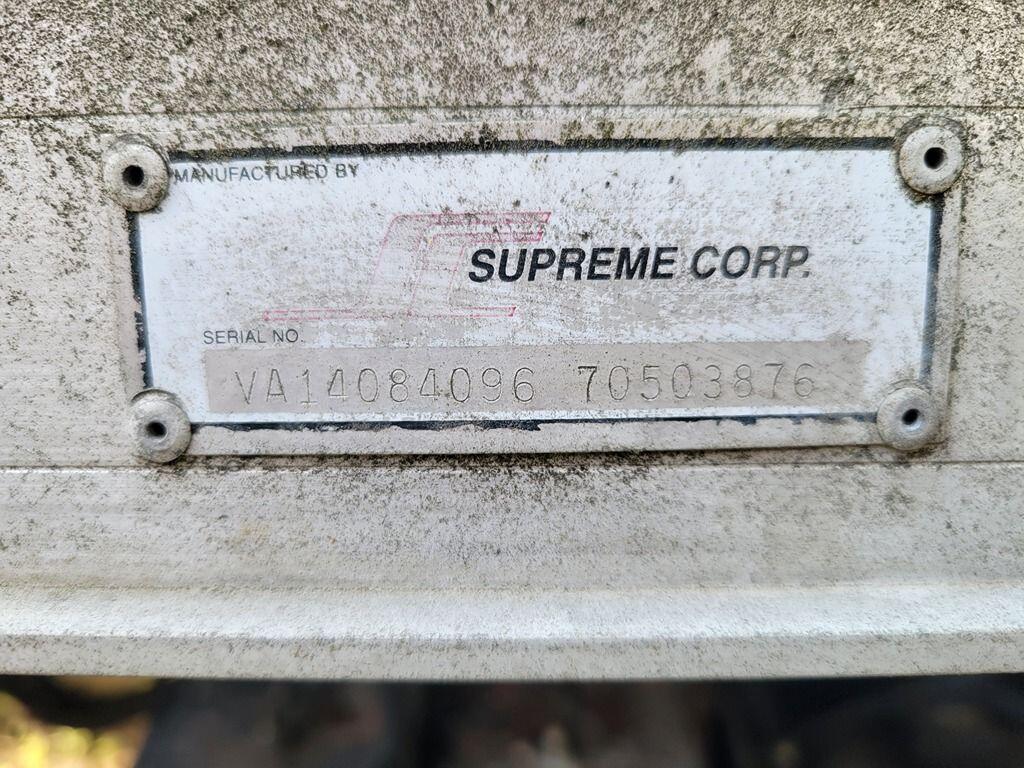 MANUFACTURED BY
SUPREME CORP.
SERIAL NO.
VA14084096 70503876